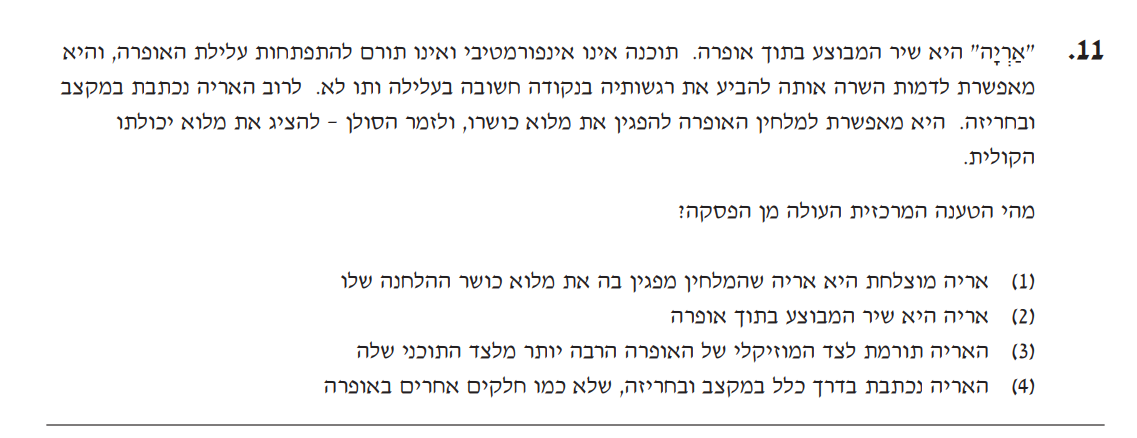 11. "אַרְיָה" היא שיר המבוצע בתוך אופרה. תוכנה אינו אינפורמטיבי ואינו תורם להתפתחות עלילת האופרה, והיא
מאפשרת לדמות השרה אותה להביע את רגשותיה בנקודה חשובה בעלילה ותו לא. לרוב האריה נכתבת במקצב
ובחריזה. היא מאפשרת למלחין האופרה להפגין את מלוא כושרו, ולזמר הסולן – להציג את מלוא יכולתו
הקולית.
מהי הטענה המרכזית העולה מן הפסקה?
(1) אריה מוצלחת היא אריה שהמלחין מפגין בה את מלוא כושר ההלחנה שלו
(2) אריה היא שיר המבוצע בתוך אופרה
(3) האריה תורמת לצד המוזיקלי של האופרה הרבה יותר מלצד התוכני שלה
(4) האריה נכתבת בדרך כלל במקצב ובחריזה, שלא כמו חלקים אחרים באופרה